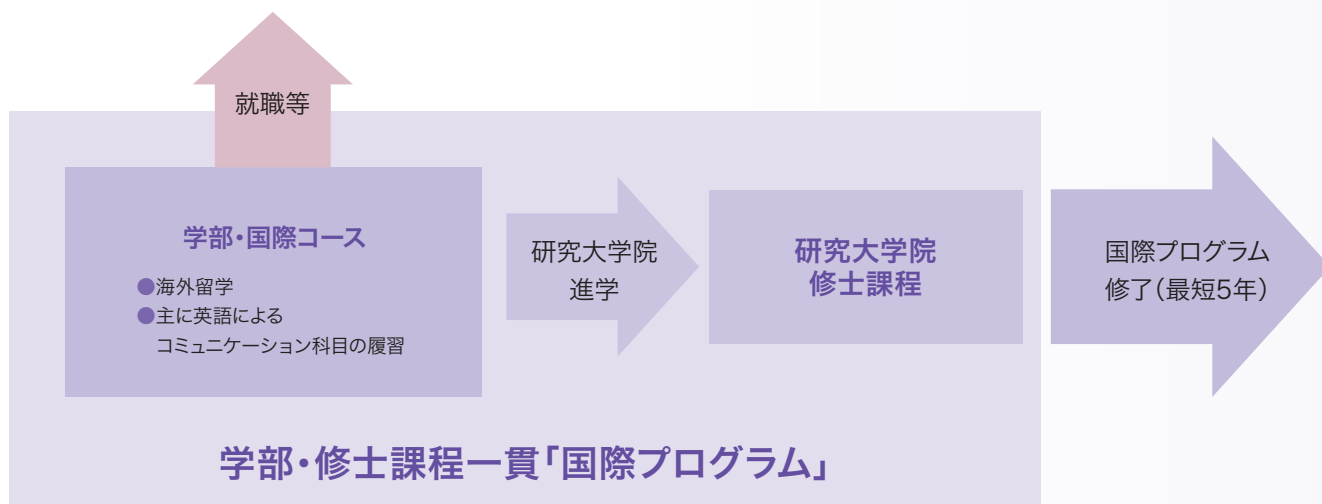 就職等
学部・国際コース
●海外留学
●主に英語による
コミュニケーション科目の履習
研究大学院
進学
研究大学院
修士課程
国際プログラム
修了(最短5年)
学部・修士課程一貫「国際プログラム」